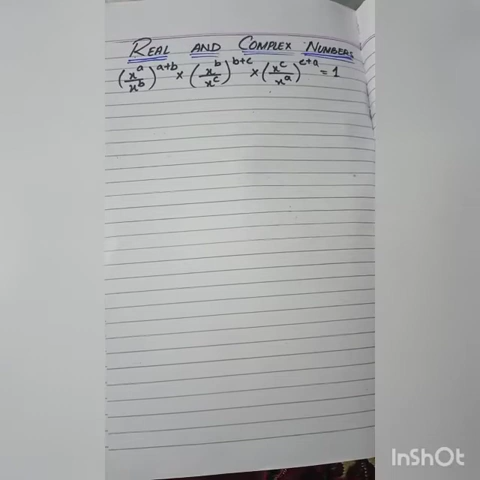 REAL AND COMPLEX NUMBERS
(x^a/x^b)^a+b × (x^b/x^c)^b+c × (x^c/x^a)^c+a = 1
InShOt